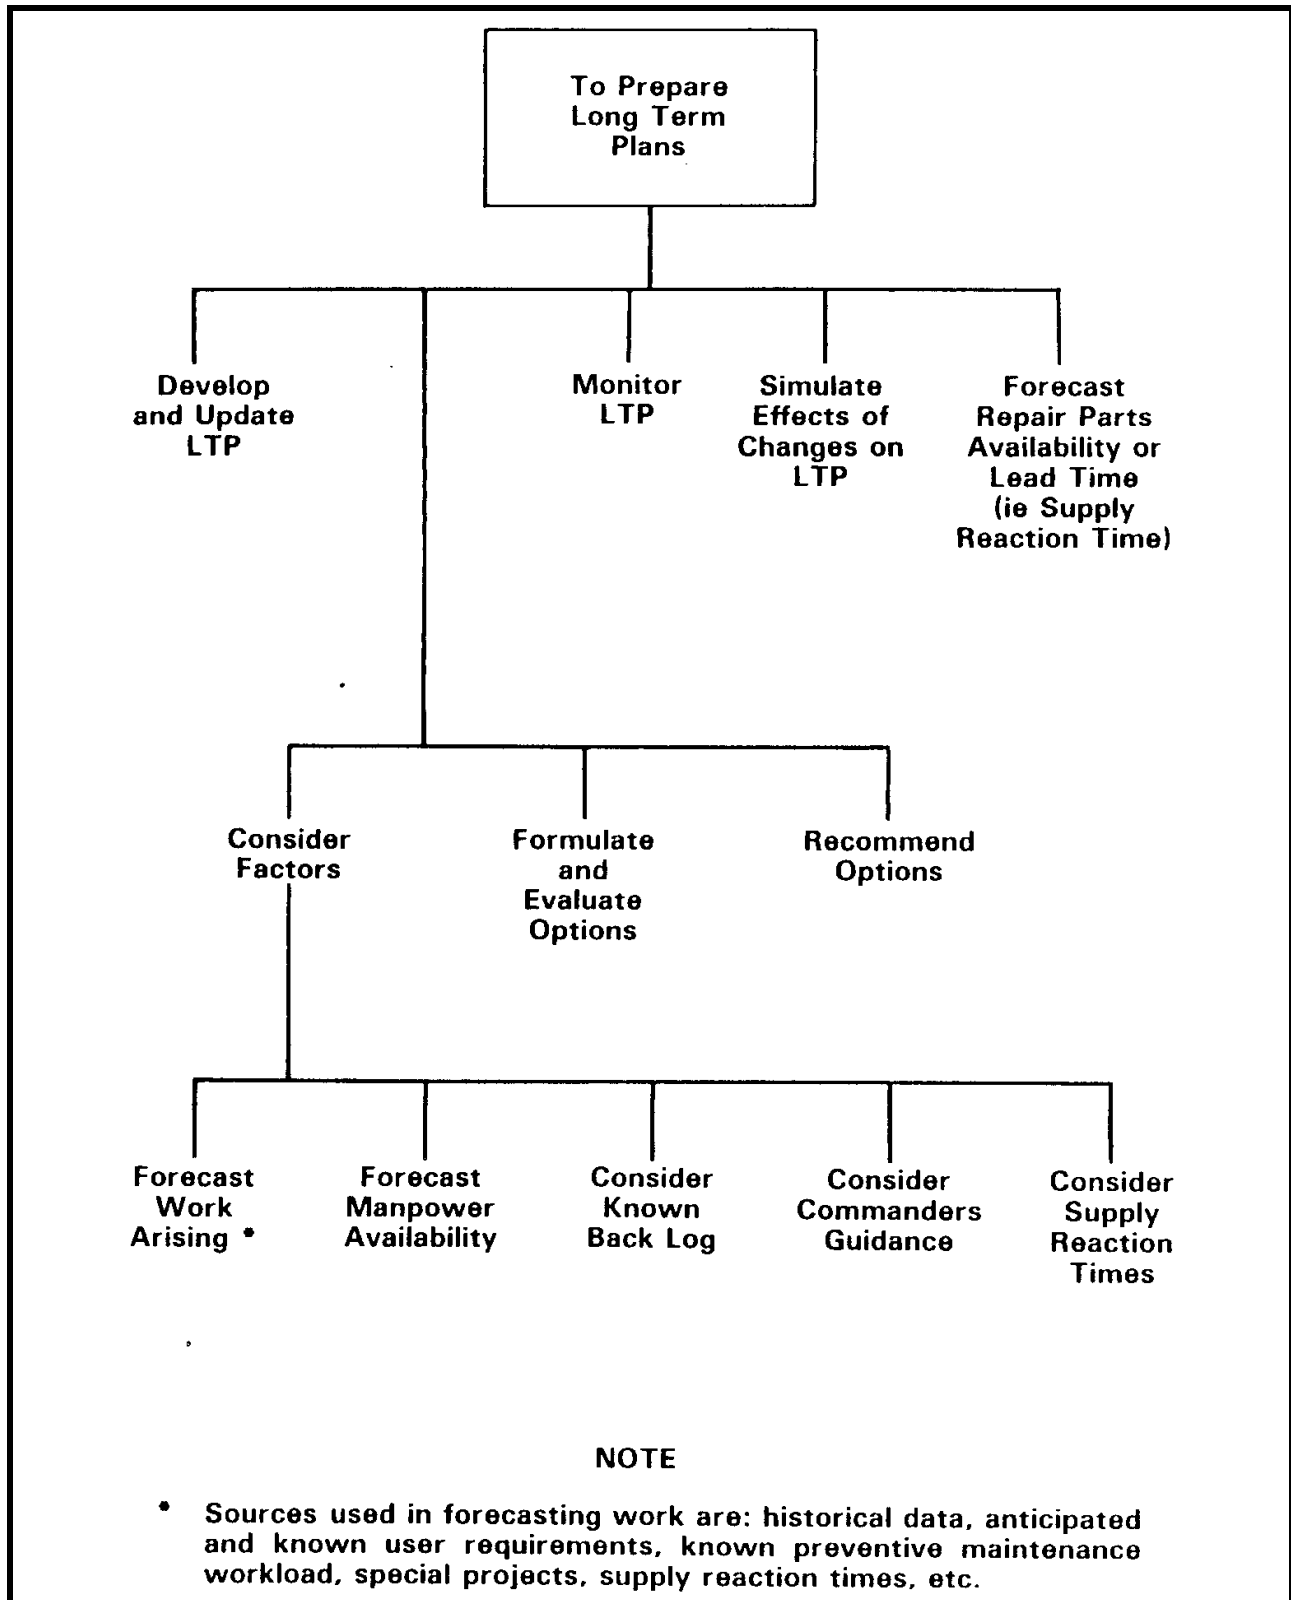 To Prepare
Long Term
Plans
Develop
and Update
LTP
Monitor
LTP
Simulate
Effects of
Changes on
LTP
Forecast
Repair Parts
Availability or
Lead Time
(ie Supply
Reaction Time)
Consider
Factors
Formulate
and
Evaluate
Options
Recommend
Options
Forecast
Work
Arising *
Forecast
Manpower
Availability
Consider
Known
Back Log
Consider
Commanders
Guidance
Consider
Supply
Reaction
Times
NOTE
* Sources used in forecasting work are: historical data, anticipated
and known user requirements, known preventive maintenance
workload, special projects, supply reaction times, etc.